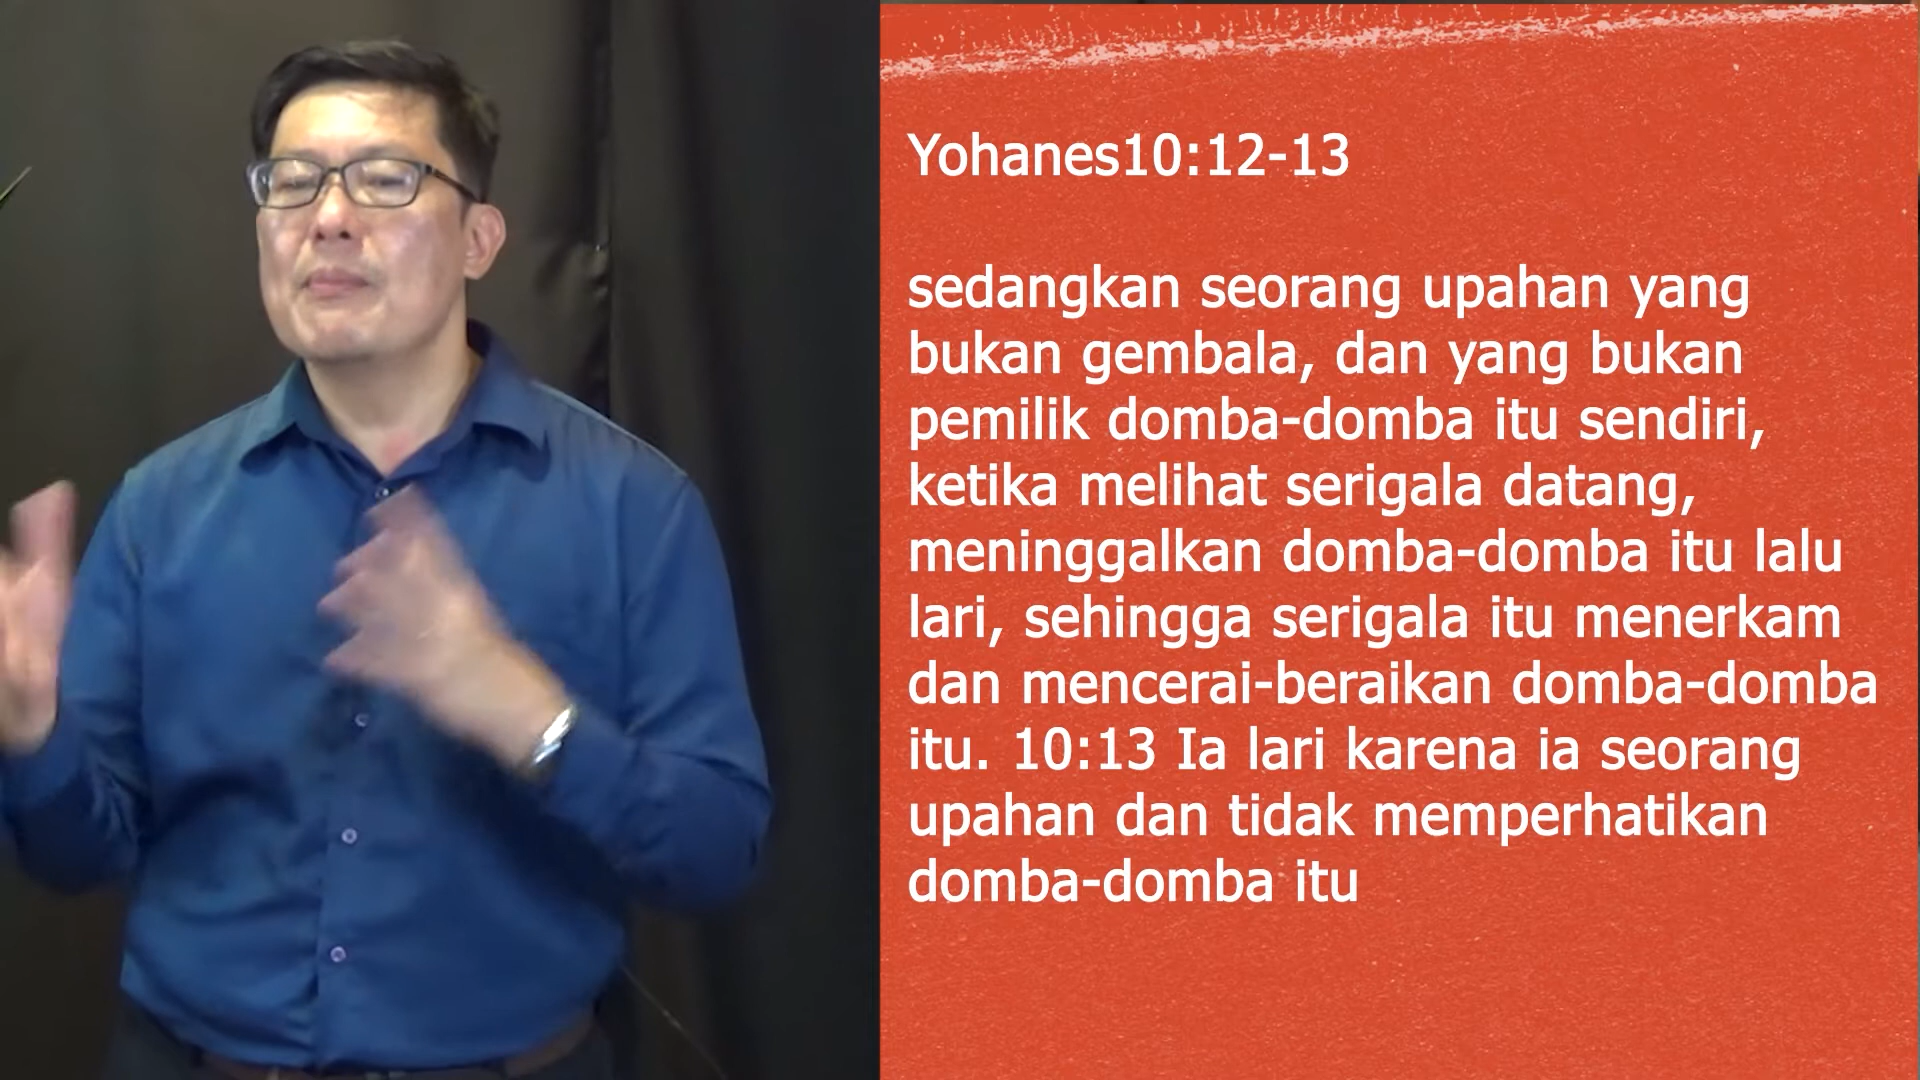 Yohanes10:12-13
sedangkan seorang upahan yang
bukan gembala, dan yang bukan
pemilik domba-domba itu sendiri,
ketika melihat serigala datang,
meninggalkan domba-domba itu lalu
lari, sehingga serigala itu menerkam
dan mencerai-beraikan domba-domba
itu. 10:13 Ia lari karena ia seorang
upahan dan tidak memperhatikan
domba-domba itu